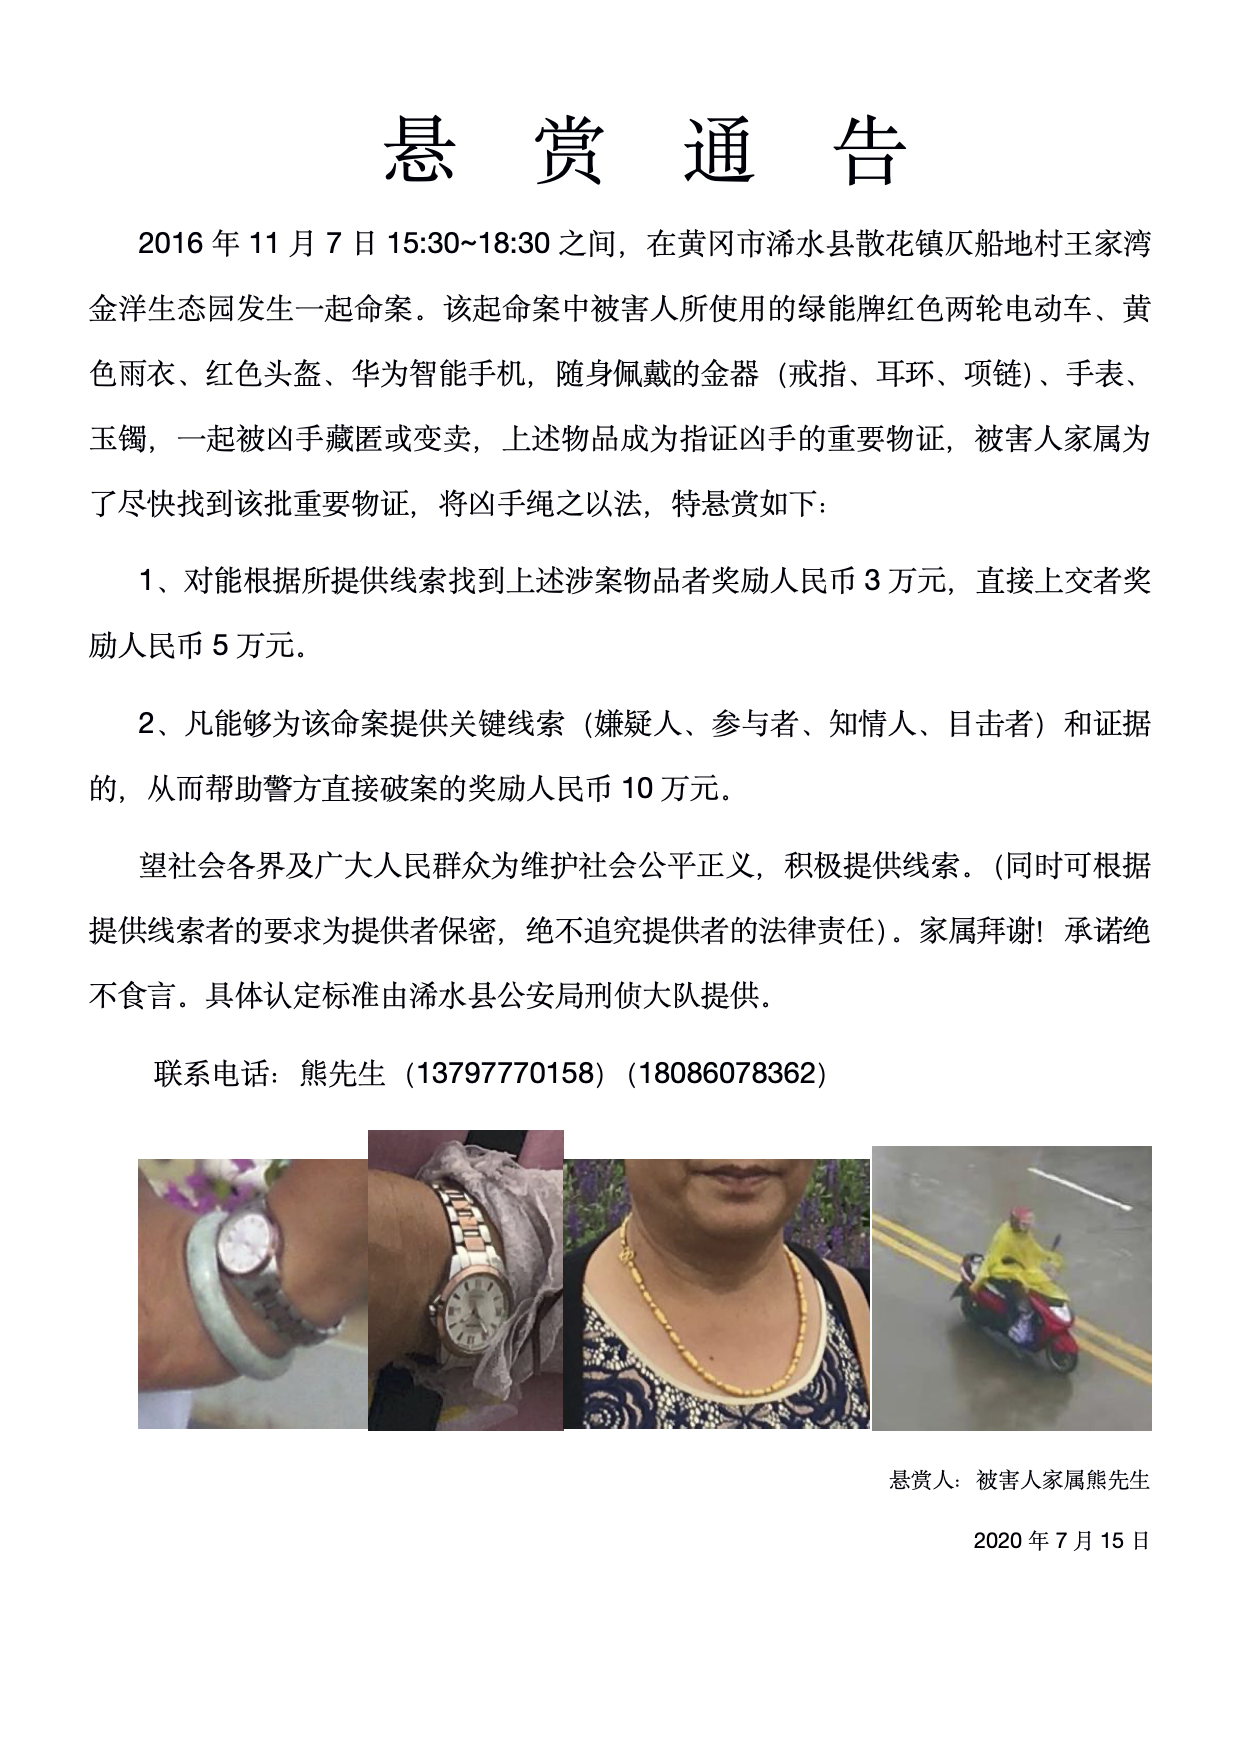 悬 赏 通 告
2016 年 11 月 7 日 15:30~18:30 之间，在黄冈市浠水县散花镇仄船地村王家湾
金洋生态园发生一起命案。该起命案中被害人所使用的绿能牌红色两轮电动车、黄
色雨衣、红色头盔、华为智能手机，随身佩戴的金器（戒指、耳环、项链）、手表、
玉镯，一起被凶手藏匿或变卖，上述物品成为指证凶手的重要物证，被害人家属为
了尽快找到该批重要物证，将凶手绳之以法，特悬赏如下：
1、对能根据所提供线索找到上述涉案物品者奖励人民币 3 万元，直接上交者奖
励人民币 5 万元。
2、凡能够为该命案提供关键线索（嫌疑人、参与者、知情人、目击者）和证据
的，从而帮助警方直接破案的奖励人民币 10 万元。
望社会各界及广大人民群众为维护社会公平正义，积极提供线索。（同时可根据
提供线索者的要求为提供者保密，绝不追究提供者的法律责任）。家属拜谢！承诺绝
不食言。具体认定标准由浠水县公安局刑侦大队提供。
联系电话：熊先生（13797770158）（18086078362）
悬赏人：被害人家属熊先生
2020 年 7 月 15 日